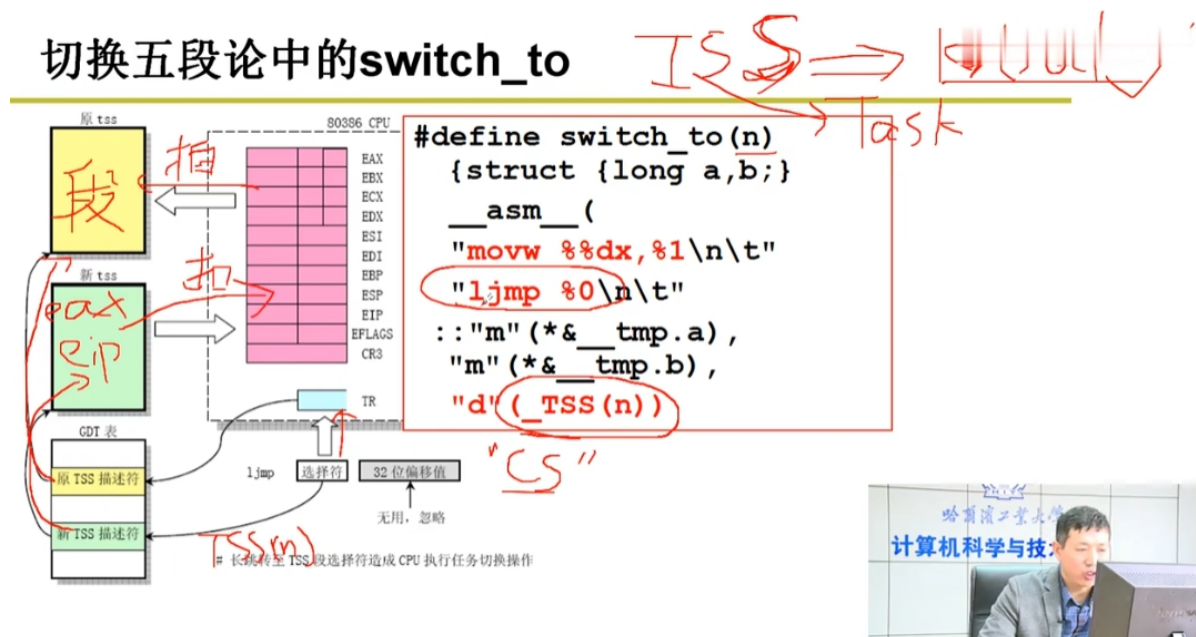 切换五段论中的switch_to
TSS
Task
原 tss
段
拍
80386 CPU
EAX
EBX
ECX
EDX
ESI
EDI
EBP
ESP
EIP
EFLAGS
CR3
TR
新 tss
eax
eip
扣
GDT 表
原 TSS 描述符
新 TSS 描述符
ljmp
选择符
32 位偏移值
无用，忽略
TSS(n)
# 长跳转至 TSS 段选择符造成 CPU 执行任务切换操作
#define switch_to(n)
{struct {long a,b;}
__asm__(
"movw %%dx,%1\n\t"
"ljmp %0\n\t"
::"m"(*&__tmp.a),
"m"(*&__tmp.b),
"d"(_TSS(n))
"CS"
哈尔滨工业大学
计算机科学与技